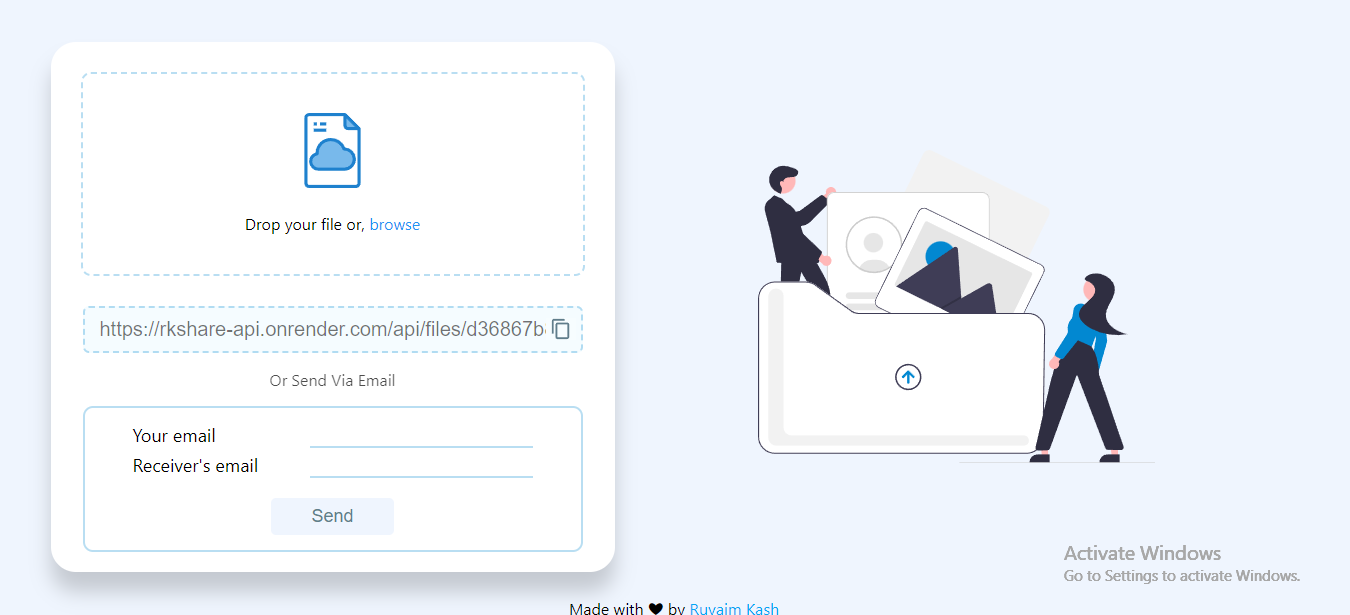 Drop your file or, browse
https://rkshare-api.onrender.com/api/files/d36867b
Or Send Via Email
Your email
Receiver's email
Send
Activate Windows
Go to Settings to activate Windows.
Made with ♥ by Ruvaim Kash